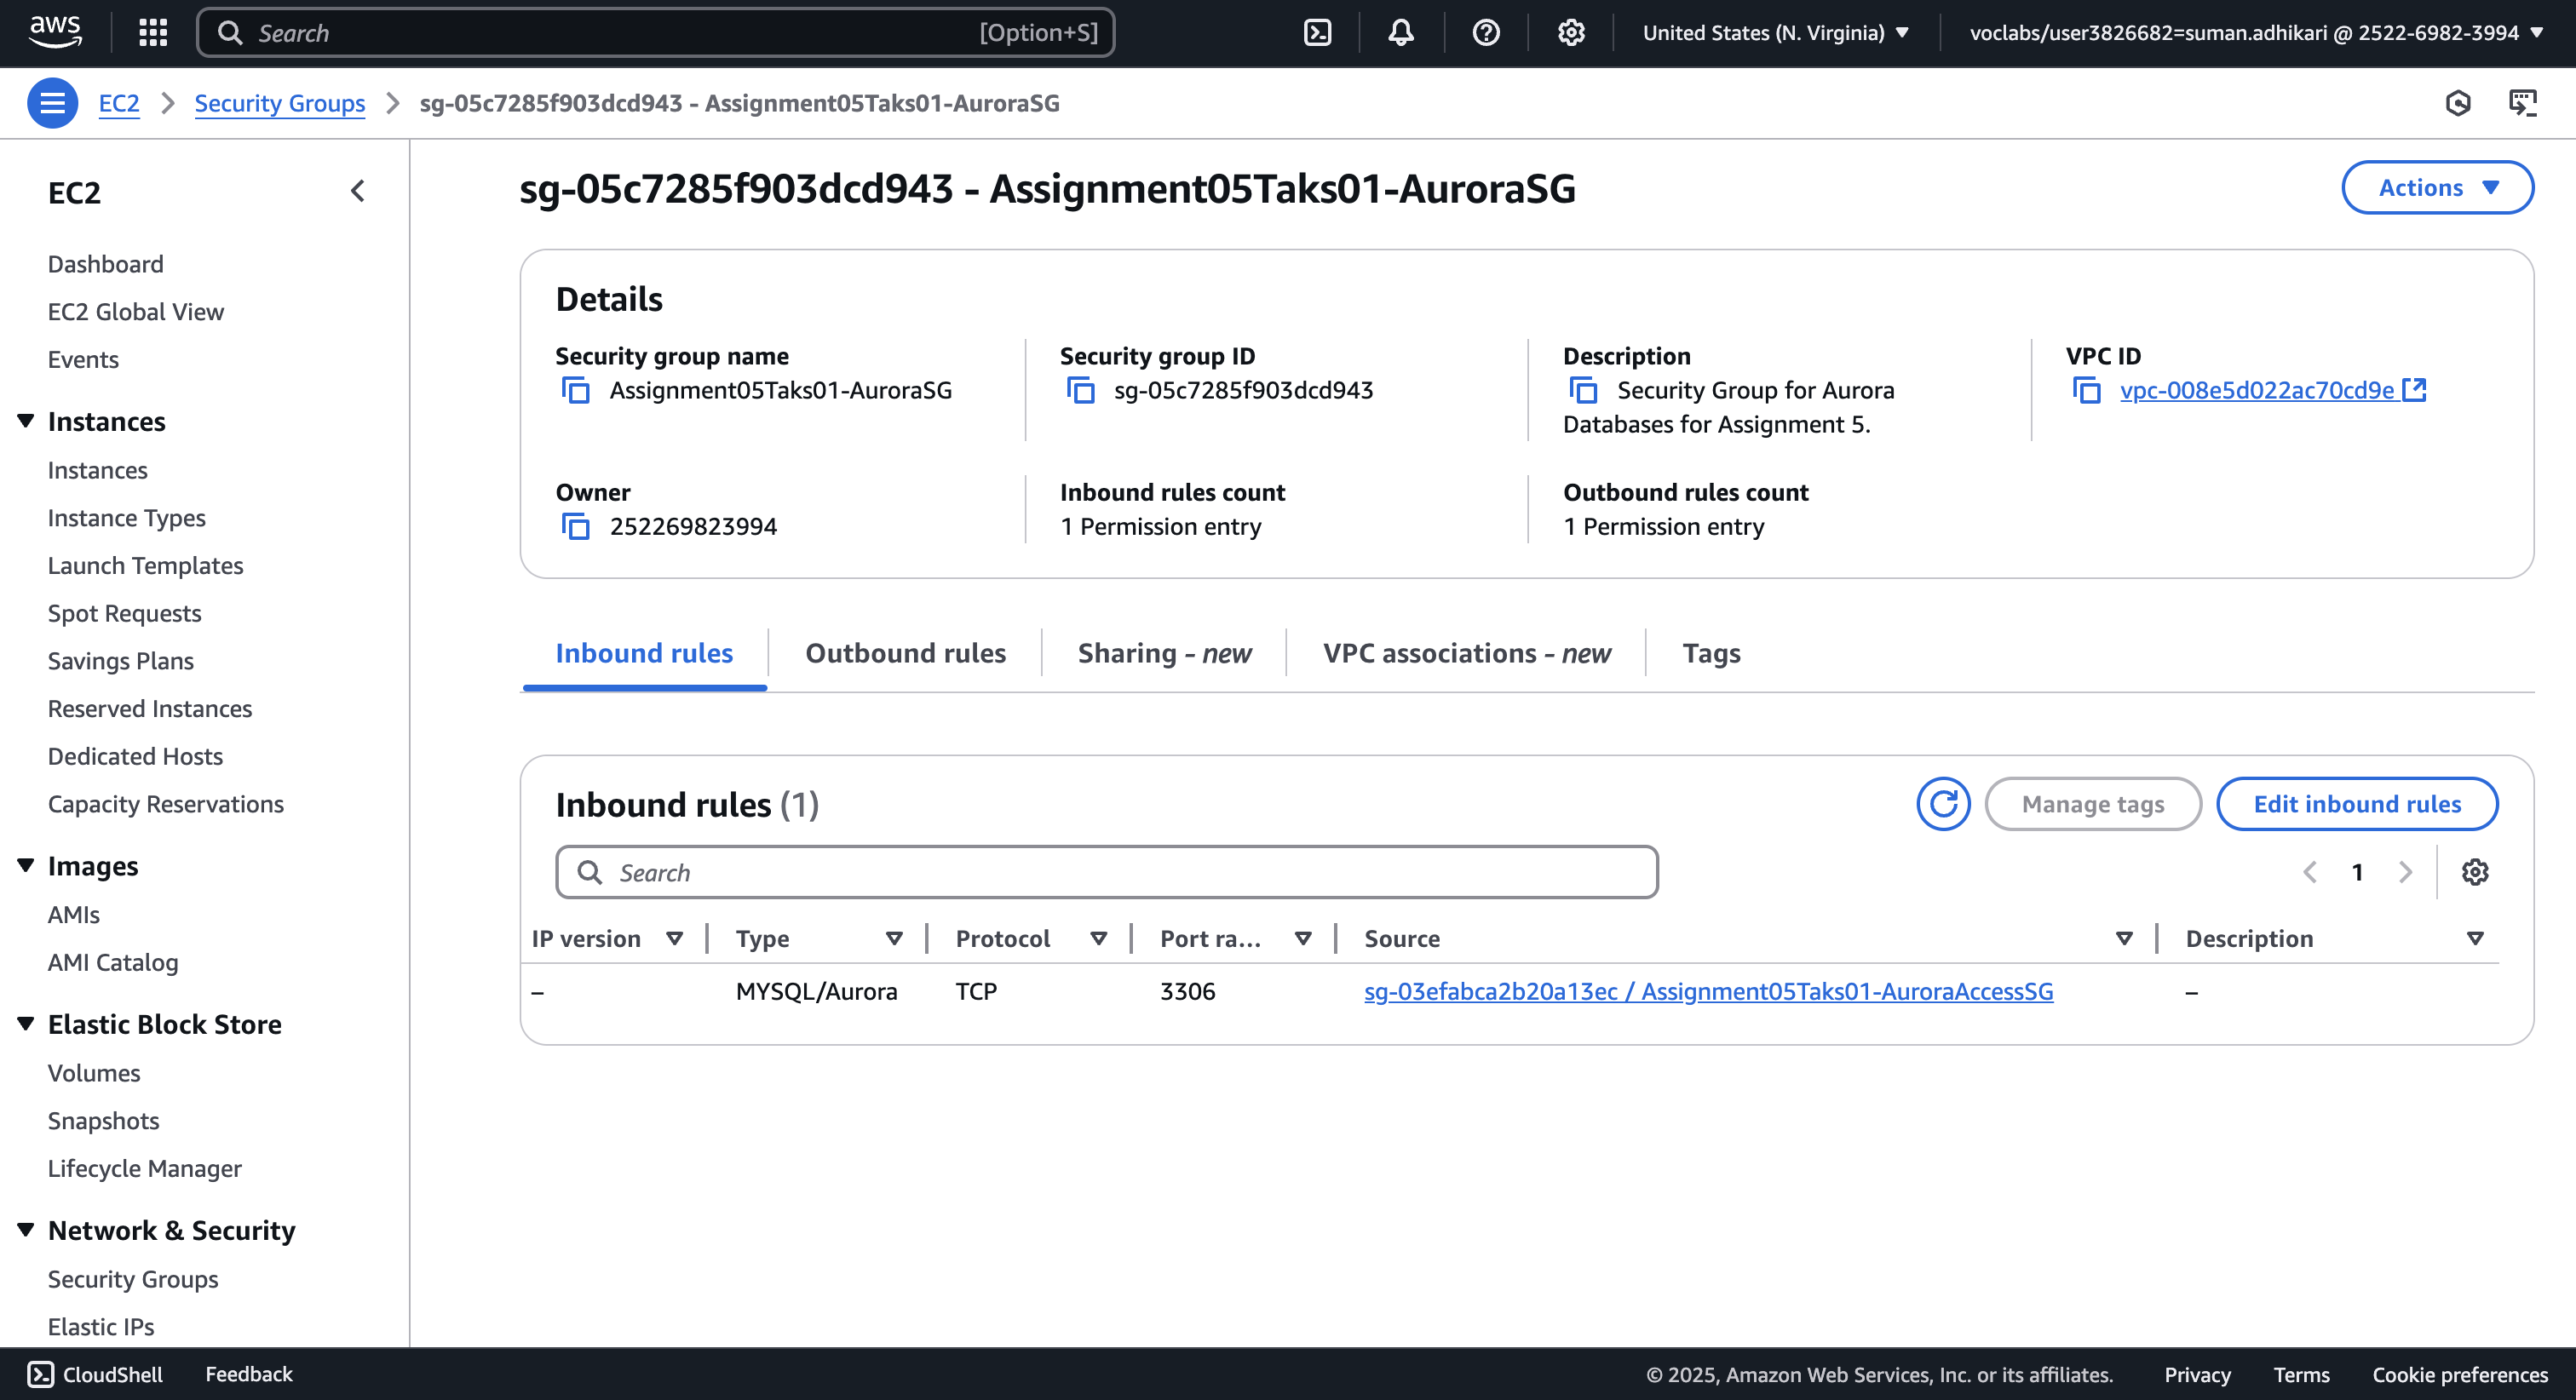 aws
Search
[Option+S]
United States (N. Virginia)
voclabs/user3826682=suman.adhikari @ 2522-6982-3994
EC2
Security Groups
sg-05c7285f903dcd943 - Assignment05Taks01-AuroraSG
EC2
Dashboard
EC2 Global View
Events
Instances
Instances
Instance Types
Launch Templates
Spot Requests
Savings Plans
Reserved Instances
Dedicated Hosts
Capacity Reservations
Images
AMIs
AMI Catalog
Elastic Block Store
Volumes
Snapshots
Lifecycle Manager
Network & Security
Security Groups
Elastic IPs
sg-05c7285f903dcd943 - Assignment05Taks01-AuroraSG
Actions
Details
Security group name
Assignment05Taks01-AuroraSG
Security group ID
sg-05c7285f903dcd943
Description
Security Group for Aurora
Databases for Assignment 5.
VPC ID
vpc-008e5d022ac70cd9e
Owner
252269823994
Inbound rules count
1 Permission entry
Outbound rules count
1 Permission entry
Inbound rules
Outbound rules
Sharing - new
VPC associations - new
Tags
Inbound rules (1)
Manage tags
Edit inbound rules
Search
1
IP version
Type
Protocol
Port ra...
Source
Description
–
MYSQL/Aurora
TCP
3306
sg-03efabca2b20a13ec / Assignment05Taks01-AuroraAccessSG
–
CloudShell
Feedback
© 2025, Amazon Web Services, Inc. or its affiliates.
Privacy
Terms
Cookie preferences